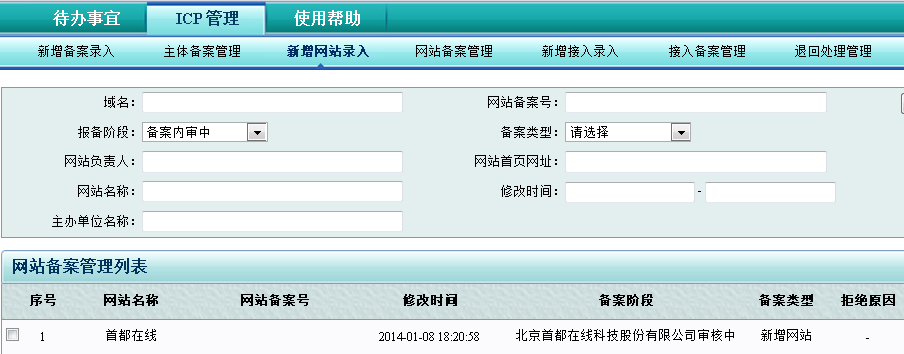 待办事宜 ICP 管理 使用帮助
新增备案录入 主体备案管理 新增网站录入 网站备案管理 新增接入录入 接入备案管理 退回处理管理
域名： 网站备案号：
报备阶段： 备案内审中 备案类型： 请选择
网站负责人： 网站首页网址：
网站名称： 修改时间： -
主办单位名称：
网站备案管理列表
序号 网站名称 网站备案号 修改时间 备案阶段 备案类型 拒绝原因
1 首都在线 2014-01-08 18:20:58 北京首都在线科技股份有限公司审核中 新增网站 -